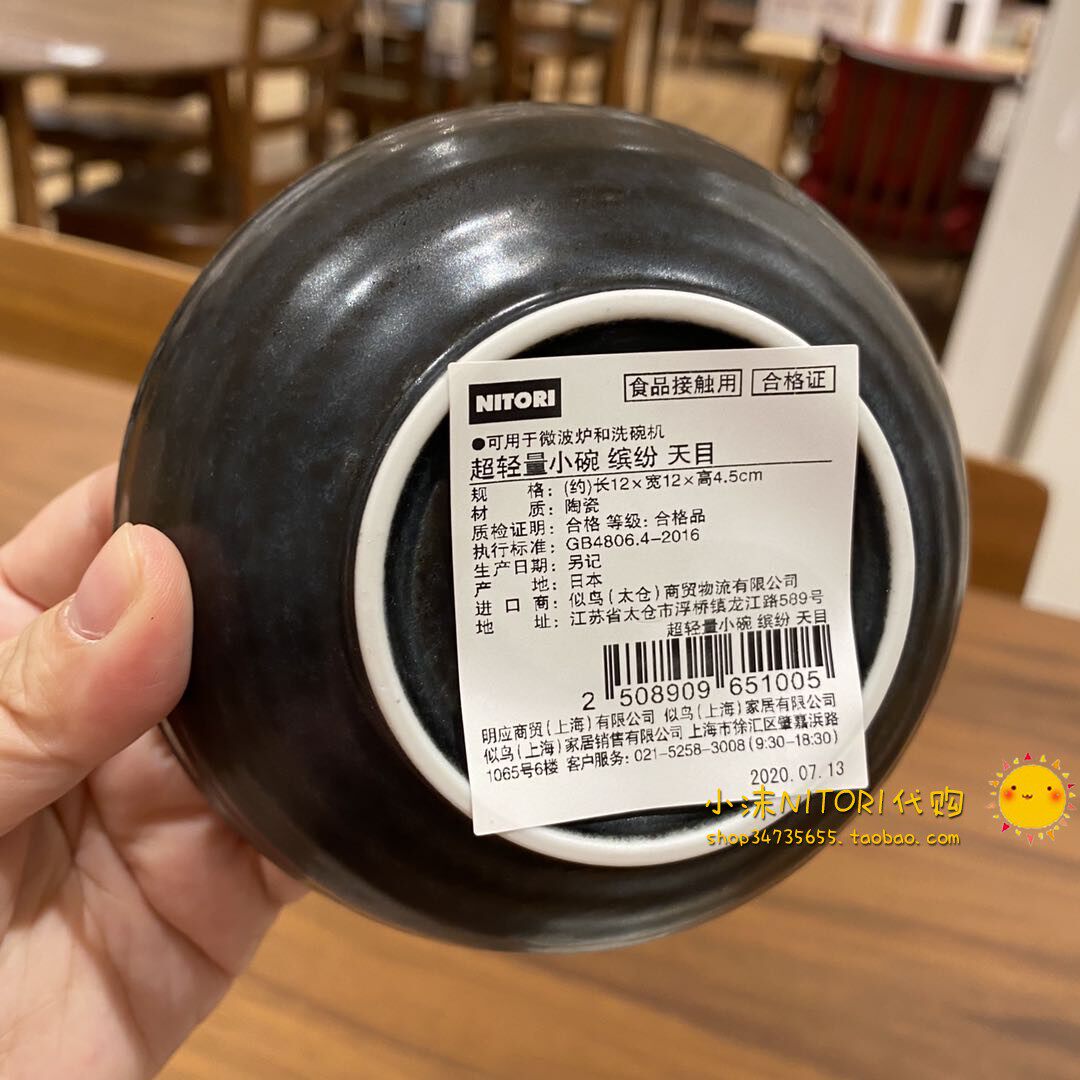 NITORI 食品接触用 合格证
●可用于微波炉和洗碗机
超轻量小碗 缤纷 天目
规 格: (约)长12×宽12×高4.5cm
材 质: 陶瓷
质检证明: 合格 等级: 合格品
执行标准: GB4806.4-2016
生产日期: 另记
产 地: 日本
进 口 商: 似鸟(太仓)商贸物流有限公司
地 址: 江苏省太仓市浮桥镇龙江路589号
超轻量小碗 缤纷 天目
2 508909 651005
明应商贸(上海)有限公司 似鸟(上海)家居有限公司
似鸟(上海)家居销售有限公司 上海市徐汇区肇嘉浜路
1065号6楼 客户服务: 021-5258-3008(9:30-18:30)
2020.07.13
小沫NITORI代购
shop34735655.taobao.com